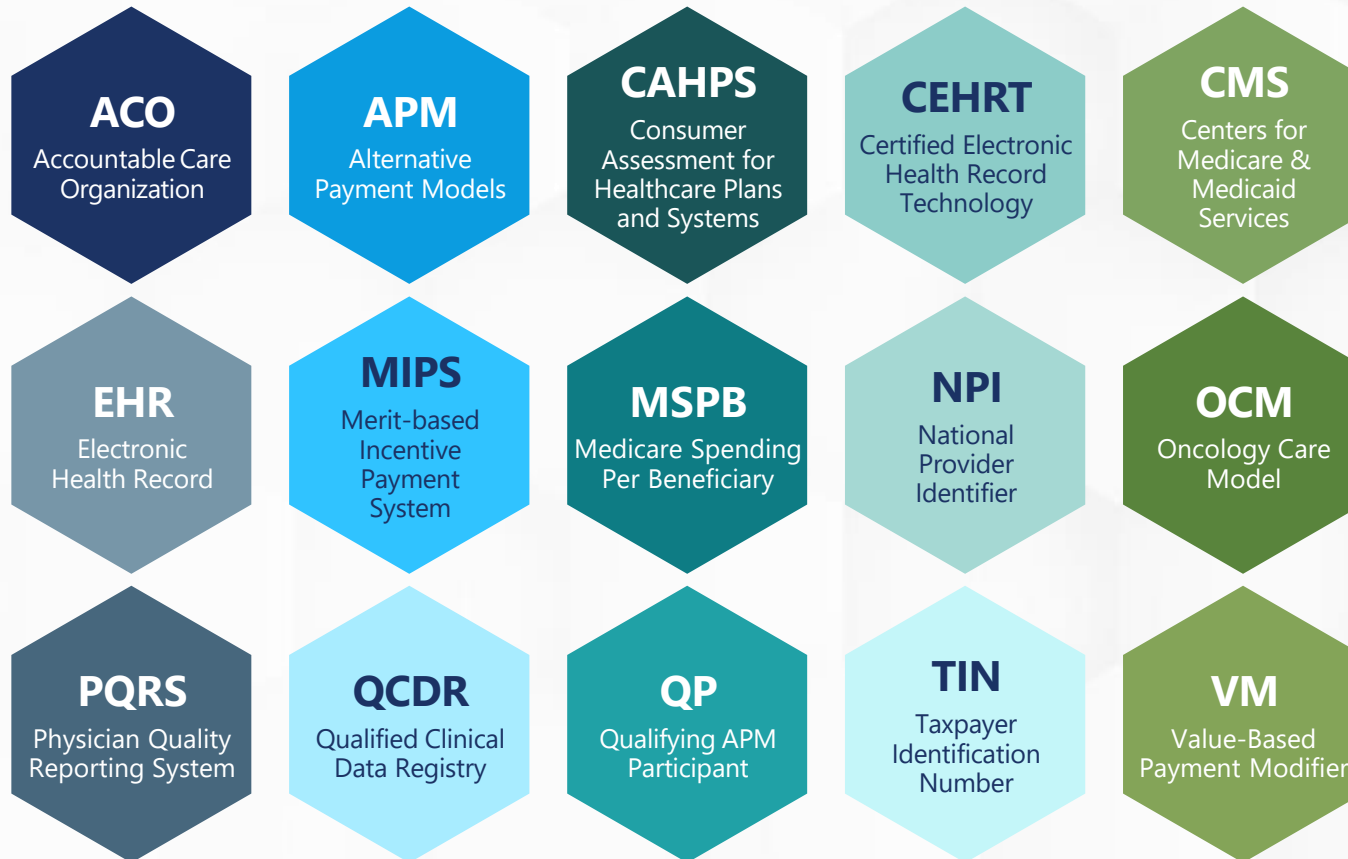 ACO
Accountable Care
Organization
APM
Alternative
Payment Models
CAHPS
Consumer
Assessment for
Healthcare Plans
and Systems
CEHRT
Certified Electronic
Health Record
Technology
CMS
Centers for
Medicare &
Medicaid
Services
EHR
Electronic
Health Record
MIPS
Merit-based
Incentive
Payment
System
MSPB
Medicare Spending
Per Beneficiary
NPI
National
Provider
Identifier
OCM
Oncology Care
Model
PQRS
Physician Quality
Reporting System
QCDR
Qualified Clinical
Data Registry
QP
Qualifying APM
Participant
TIN
Taxpayer
Identification
Number
VM
Value-Based
Payment Modifier